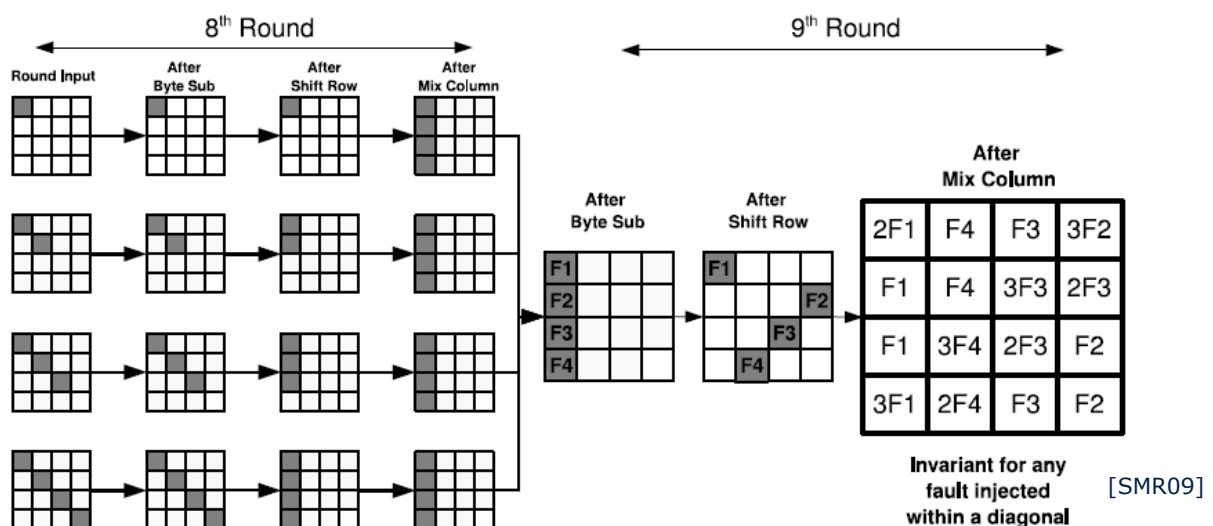 8th Round
9th Round
Round Input
After
Byte Sub
After
Shift Row
After
Mix Column
After
Byte Sub
F1
F2
F3
F4
After
Shift Row
F1
F2
F3
F4
After
Mix Column
2F1 F4 F3 3F2
F1 F4 3F3 2F3
F1 3F4 2F3 F2
3F1 2F4 F3 F2
Invariant for any
fault injected
within a diagonal
[SMR09]